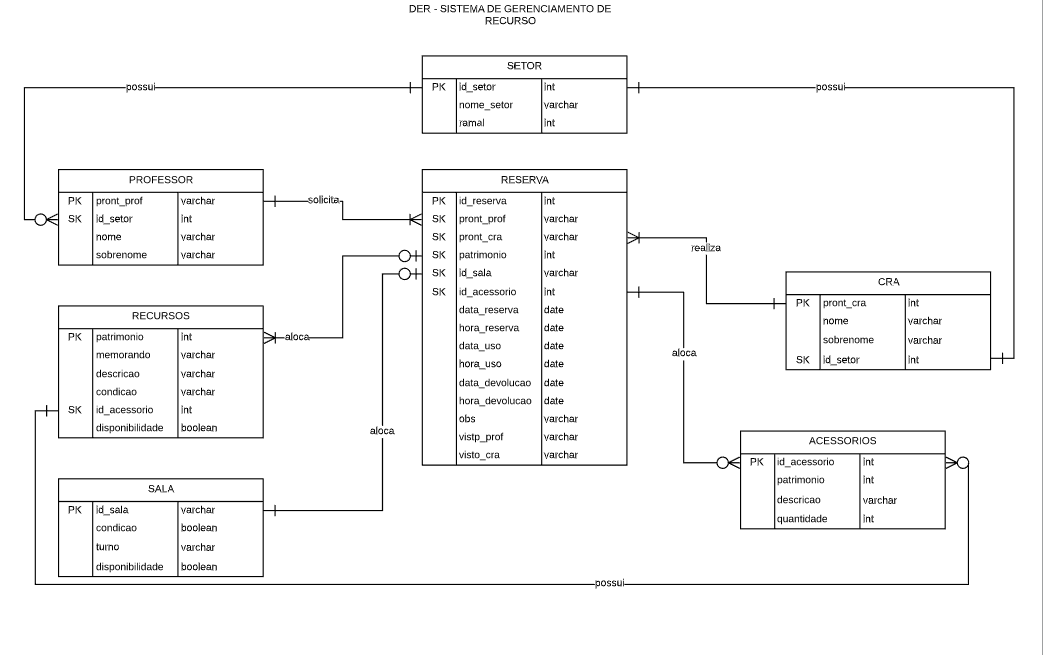 DER - SISTEMA DE GERENCIAMENTO DE
RECURSO
SETOR
PK id_setor int
nome_setor varchar
ramal int
possui
possui
PROFESSOR
PK pront_prof varchar
SK id_setor int
nome varchar
sobrenome varchar
solicita
RESERVA
PK id_reserva int
SK pront_prof varchar
SK pront_cra varchar
SK patrimonio int
SK id_sala varchar
SK id_acessorio int
data_reserva date
hora_reserva date
data_uso date
hora_uso date
data_devolucao date
hora_devolucao date
obs varchar
vistp_prof varchar
visto_cra varchar
realiza
CRA
PK pront_cra int
nome varchar
sobrenome varchar
SK id_setor int
RECURSOS
PK patrimonio int
memorando varchar
descricao varchar
condicao varchar
SK id_acessorio int
disponibilidade boolean
aloca
aloca
aloca
ACESSORIOS
PK id_acessorio int
patrimonio int
descricao varchar
quantidade int
SALA
PK id_sala varchar
condicao boolean
turno varchar
disponibilidade boolean
possui